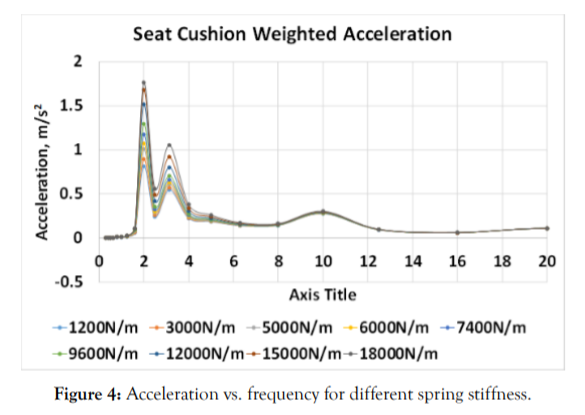 Seat Cushion Weighted Acceleration
2
1.5
1
0.5
0
-0.5
Acceleration, m/s²
0 2 4 6 8 10 12 14 16 18 20
Axis Title
1200N/m 3000N/m 5000N/m 6000N/m 7400N/m
9600N/m 12000N/m 15000N/m 18000N/m
Figure 4: Acceleration vs. frequency for different spring stiffness.